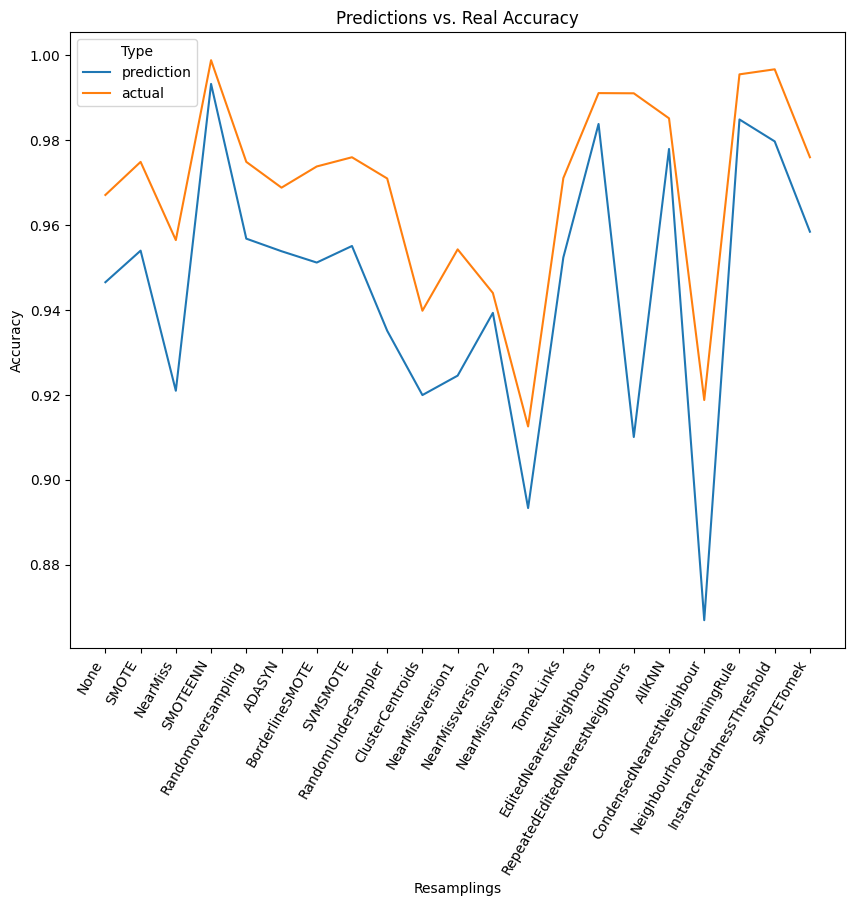 Predictions vs. Real Accuracy
Type
prediction
actual
Accuracy
1.00
0.98
0.96
0.94
0.92
0.90
0.88
None
SMOTE
NearMiss
SMOTEENN
Randomoversampling
ADASYN
BorderlineSMOTE
SVMSMOTE
RandomUnderSampler
ClusterCentroids
NearMissversion1
NearMissversion2
NearMissversion3
TomekLinks
EditedNearestNeighbours
RepeatedEditedNearestNeighbours
AllKNN
CondensedNearestNeighbour
NeighbourhoodCleaningRule
InstanceHardnessThreshold
SMOTETomek
Resamplings